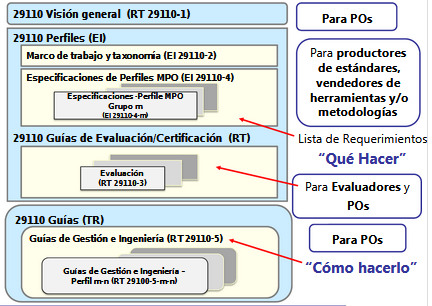 29110 Visión general (RT 29110-1)
Para POs
29110 Perfiles (EI)
Marco de trabajo y taxonomía (EI 29110-2)
Especificaciones de Perfiles MPO (EI 29110-4)
Especificaciones -Perfile MPO
Grupo m
(EI 29110-4-m)
Para productores
de estándares,
vendedores de
herramientas y/o
metodologías
Lista de Requerimientos
“Qué Hacer”
29110 Guías de Evaluación/Certificación (RT)
Evaluación
(RT 29110-3)
Para Evaluadores y
POs
29110 Guías (TR)
Guías de Gestión e Ingeniería (RT 29110-5)
Guías de Gestión e Ingeniería –
Perfil m-n (RT 29100-5-m-n)
Para POs
“Cómo hacerlo”